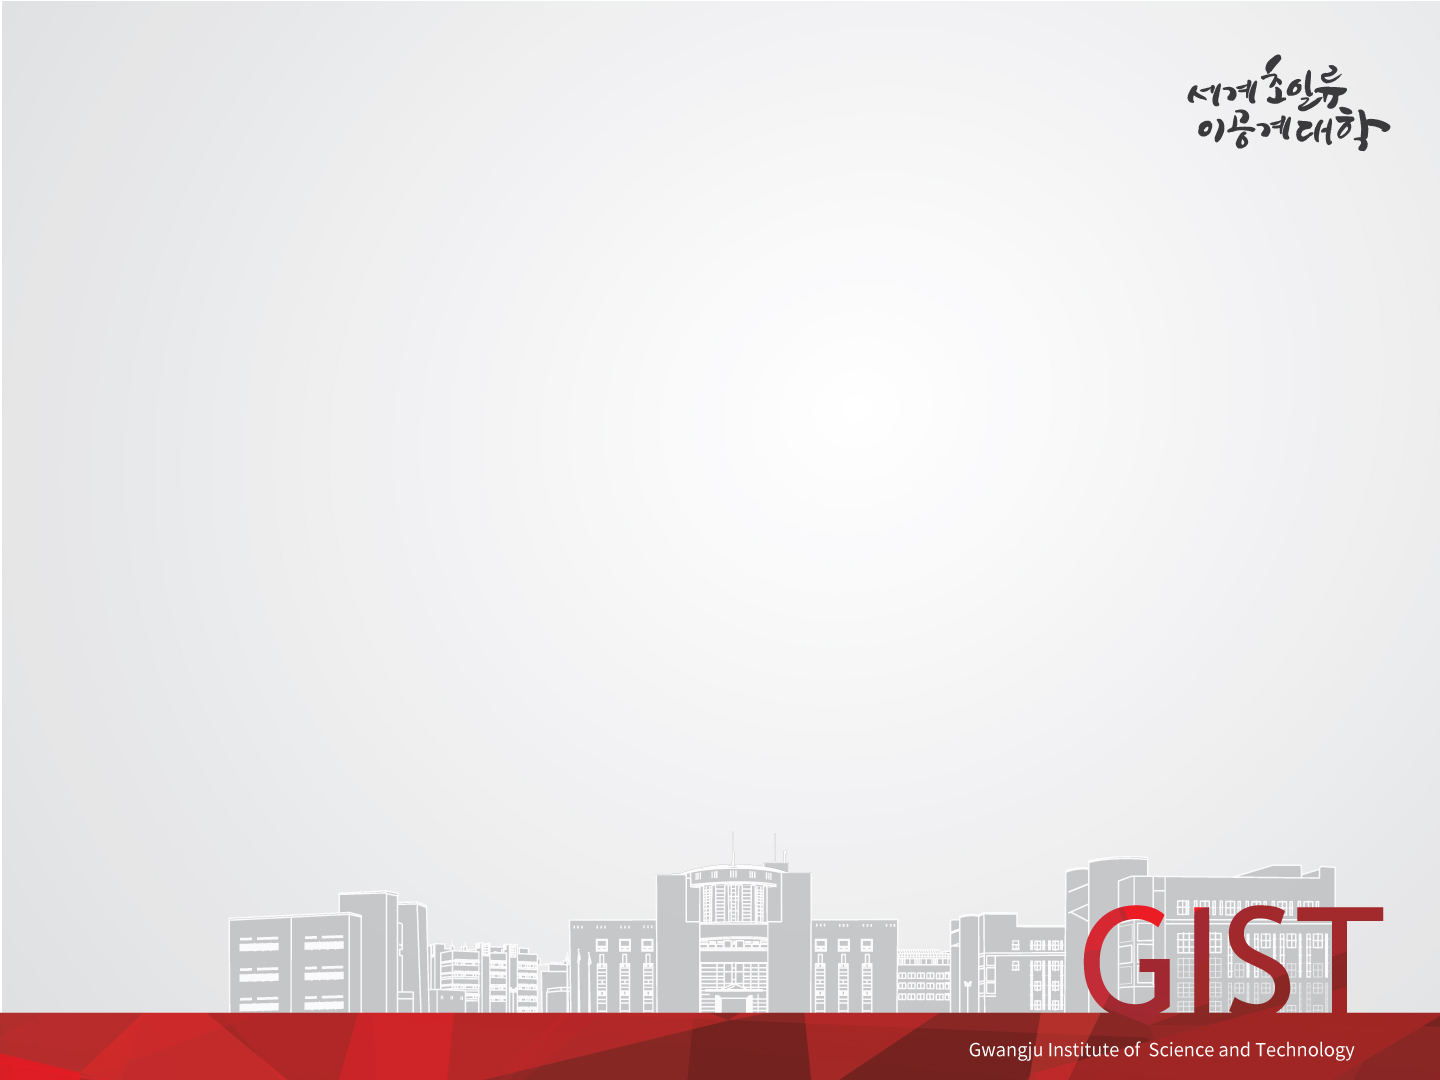 세계 초일류
이공계 대학
GIST
Gwangju Institute of Science and Technology